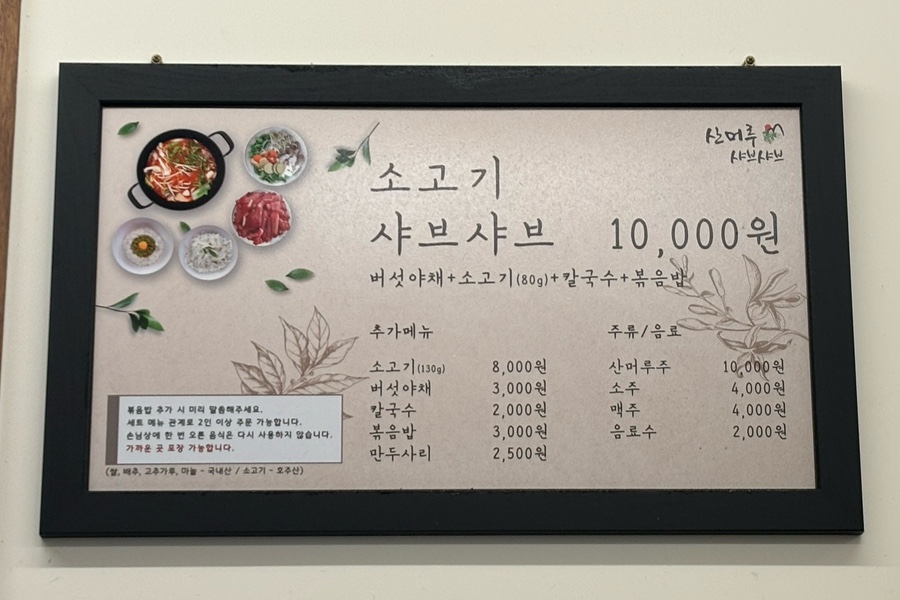 산머루
샤브샤브
소고기
샤브샤브 10,000원
버섯야채+소고기(80g)+칼국수+볶음밥
추가메뉴
소고기(130g) 8,000원
버섯야채 3,000원
칼국수 2,000원
볶음밥 3,000원
만두사리 2,500원
주류/음료
산머루주 10,000원
소주 4,000원
맥주 4,000원
음료수 2,000원
볶음밥 추가 시 미리 말씀해주세요.
세트 메뉴 관계로 2인 이상 주문 가능합니다.
손님상에 한 번 오른 음식은 다시 사용하지 않습니다.
가까운 곳 포장 가능합니다.
(쌀, 배추, 고추가루, 마늘 - 국내산 / 소고기 - 호주산)